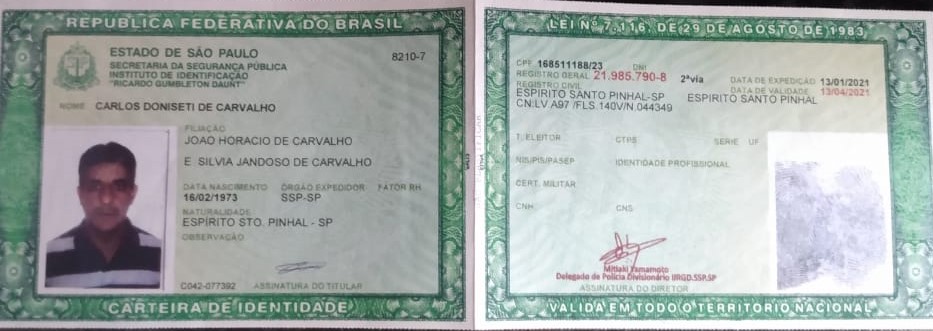 REPÚBLICA FEDERATIVA DO BRASIL
ESTADO DE SÃO PAULO
8210-7
SECRETARIA DA SEGURANÇA PÚBLICA
INSTITUTO DE IDENTIFICAÇÃO
"RICARDO GUMBLETON DAUNT"
NOME CARLOS DONISETI DE CARVALHO
FILIAÇÃO
JOAO HORACIO DE CARVALHO
E SILVIA JANDOSO DE CARVALHO
DATA NASCIMENTO ÓRGÃO EXPEDIDOR FATOR RH
16/02/1973 SSP-SP
NATURALIDADE
ESPÍRITO STO. PINHAL - SP
OBSERVAÇÃO
C042-077392 ASSINATURA DO TITULAR
CARTEIRA DE IDENTIDADE
LEI Nº 7.116, DE 29 DE AGOSTO DE 1983
CPF 168511188/23 DNI
REGISTRO GERAL 21.985.790-8 2ªvia DATA DE EXPEDIÇÃO 13/01/2021
REGISTRO CIVIL DATA DE VALIDADE 13/04/2021
ESPIRITO SANTO PINHAL-SP ESPIRITO SANTO PINHAL
CN:LV.A97 /FLS.140V/N.044349
T. ELEITOR CTPS SERIE UF
NIS/PIS/PASEP IDENTIDADE PROFISSIONAL
CERT. MILITAR
CNH CNS
Mitiaki Yamamoto
Delegado de Polícia Divisionário IIRGD.SSP.SP
ASSINATURA DO DIRETOR
VALIDA EM TODO O TERRITORIO NACIONAL